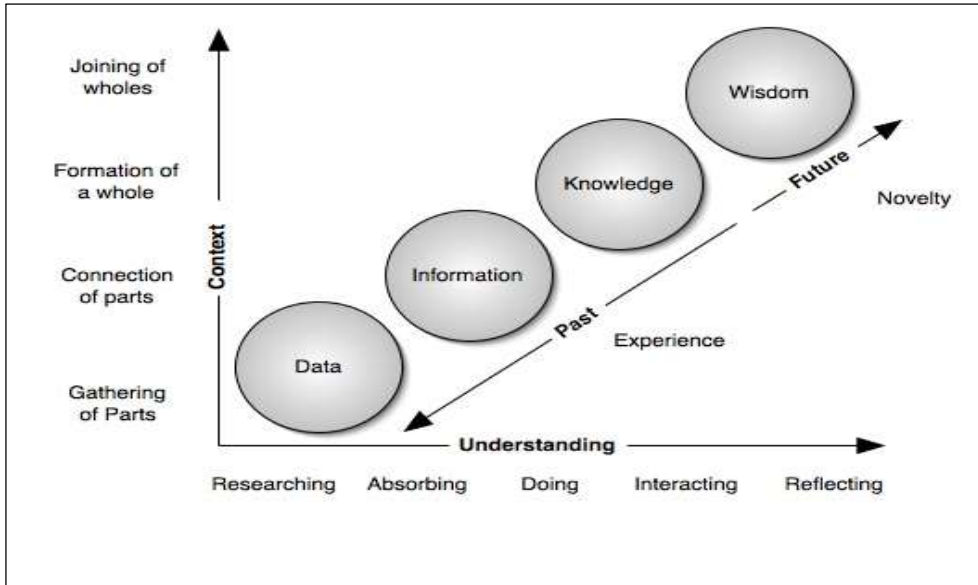 Joining of
wholes
Wisdom
Future
Formation of
a whole
Knowledge
Novelty
Context
Connection
of parts
Information
Past
Experience
Data
Gathering
of Parts
Understanding
Researching Absorbing Doing Interacting Reflecting